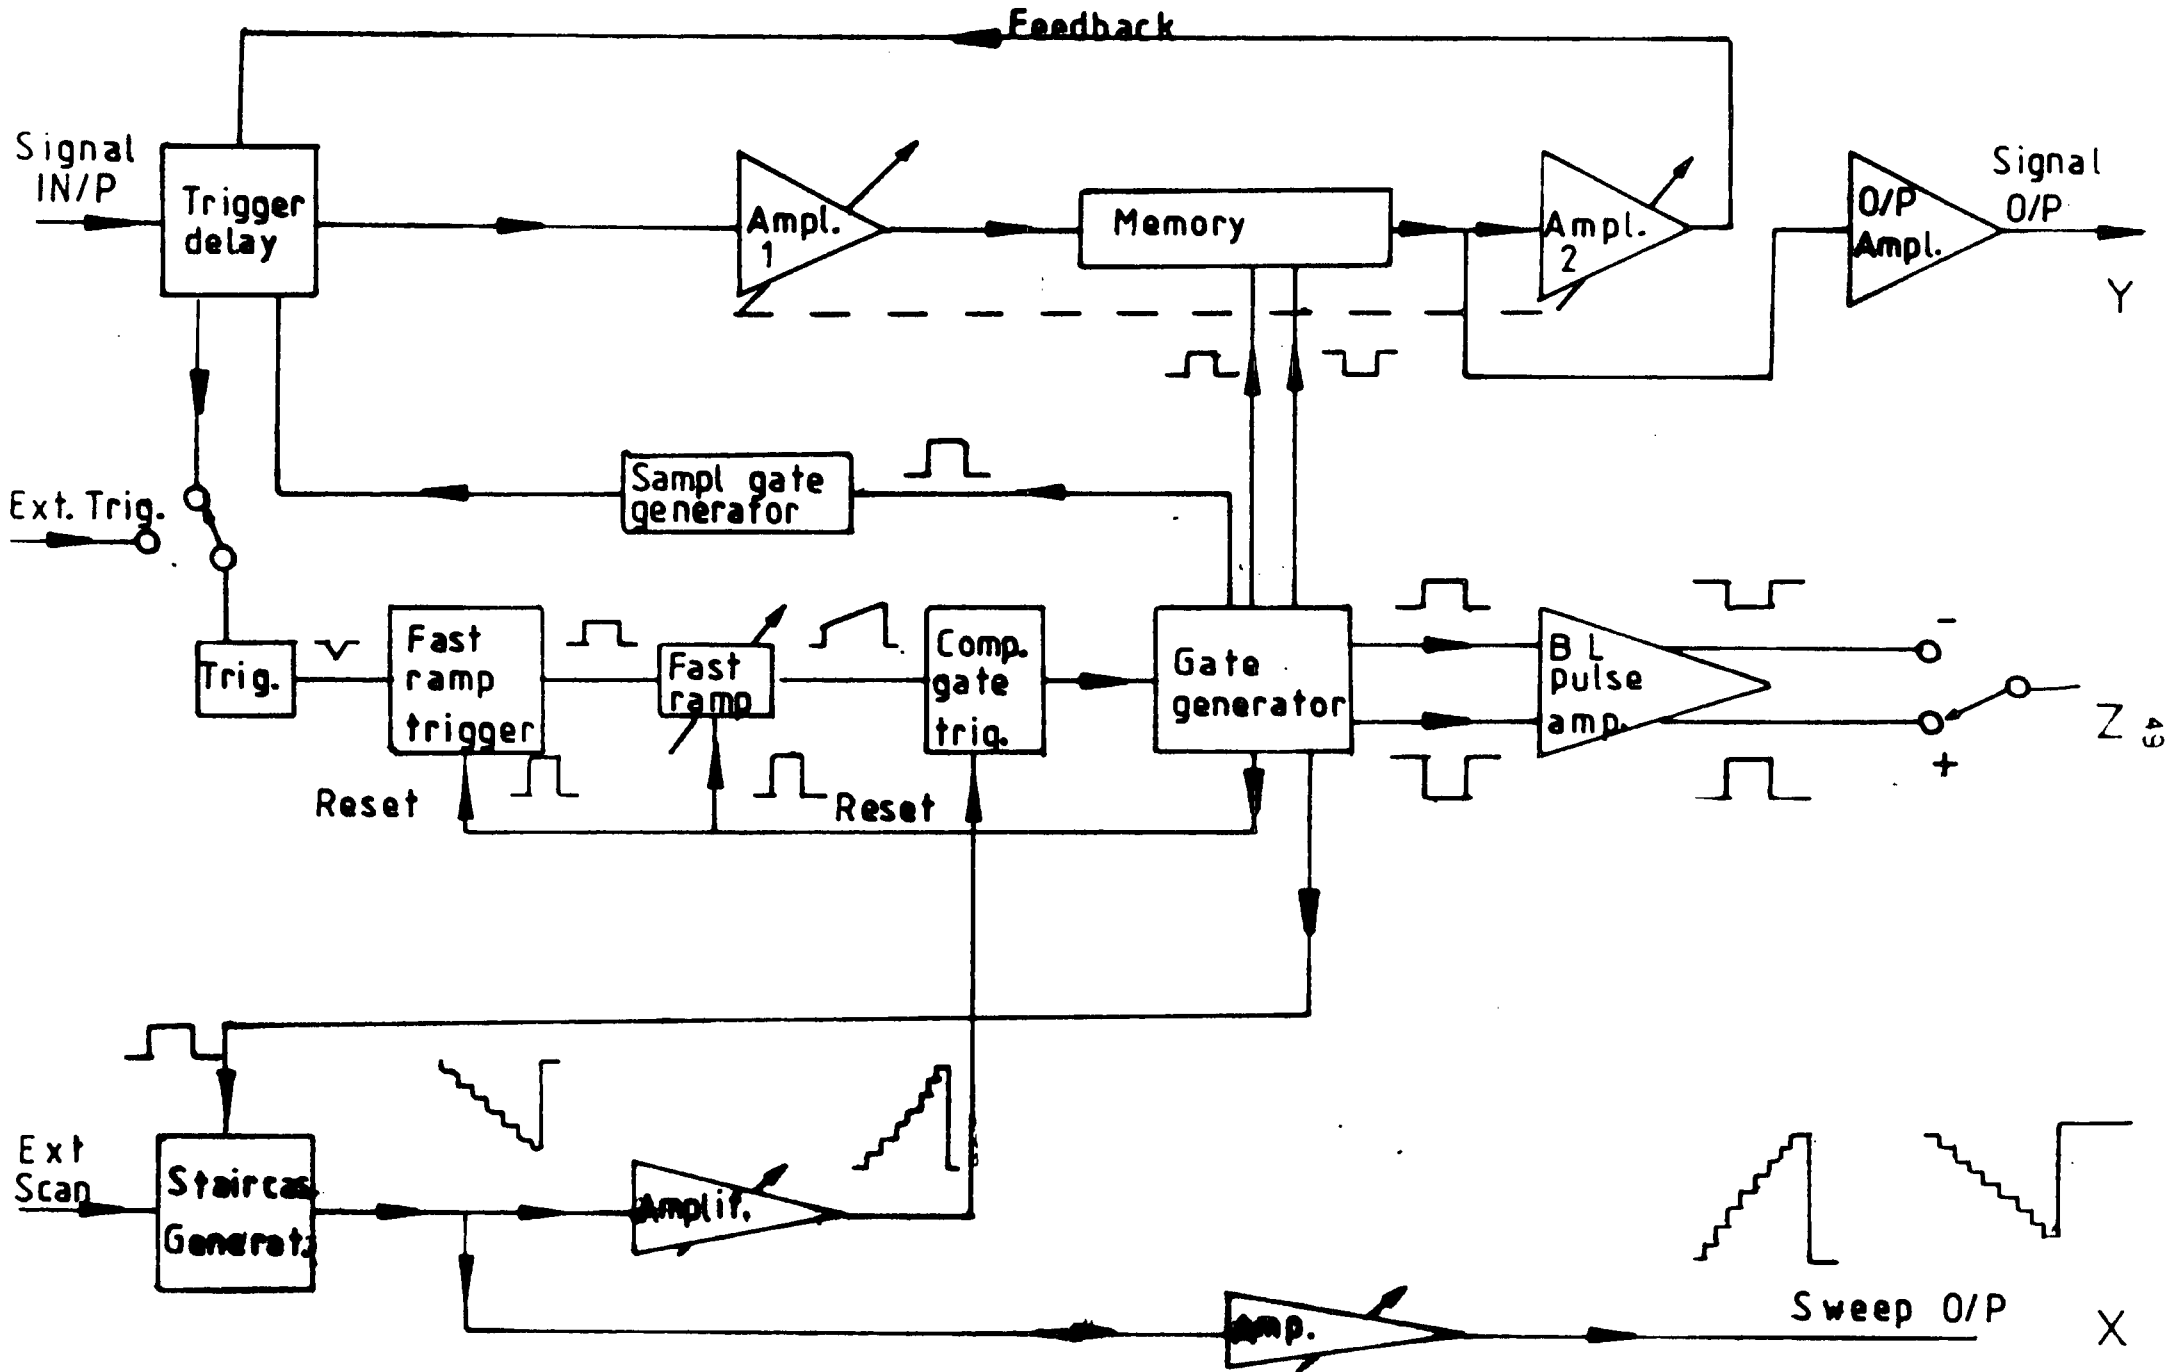 Feedback
Signal
IN/P
Trigger
delay
Ampl.
1
Memory
Ampl.
2
O/P
Ampl.
Signal
O/P
Y
Sampl gate
generator
Ext. Trig.
Trig.
Fast
ramp
trigger
Fast
ramp
Comp.
gate
trig.
Gate
generator
B L
pulse
amp.
-
+
Z
49
Reset
Reset
Ext
Scan
Staircas.
Generat.
Amplif.
Amp.
Sweep O/P
X